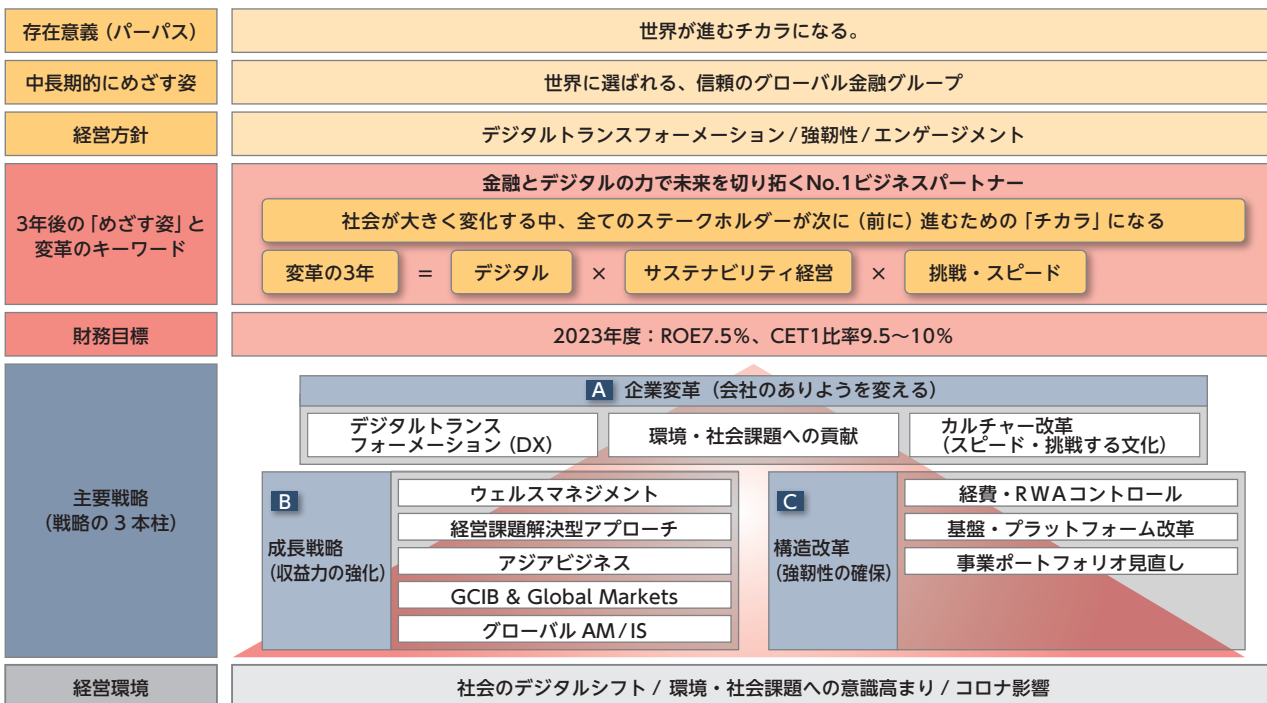 存在意義（パーパス）
世界が進むチカラになる。
中長期的にめざす姿
世界に選ばれる、信頼のグローバル金融グループ
経営方針
デジタルトランスフォーメーション / 強靭性 / エンゲージメント
3年後の「めざす姿」と
変革のキーワード
金融とデジタルの力で未来を切り拓くNo.1ビジネスパートナー
社会が大きく変化する中、全てのステークホルダーが次に（前に）進むための「チカラ」になる
変革の3年 = デジタル × サステナビリティ経営 × 挑戦・スピード
財務目標
2023年度：ROE7.5%、CET1比率9.5～10%
主要戦略
（戦略の3本柱）
A 企業変革（会社のありようを変える）
デジタルトランス
フォーメーション（DX）
環境・社会課題への貢献
カルチャー改革
（スピード・挑戦する文化）
B
成長戦略
（収益力の強化）
ウェルスマネジメント
経営課題解決型アプローチ
アジアビジネス
GCIB & Global Markets
グローバル AM / IS
C
構造改革
（強靭性の確保）
経費・RWAコントロール
基盤・プラットフォーム改革
事業ポートフォリオ見直し
経営環境
社会のデジタルシフト / 環境・社会課題への意識高まり / コロナ影響